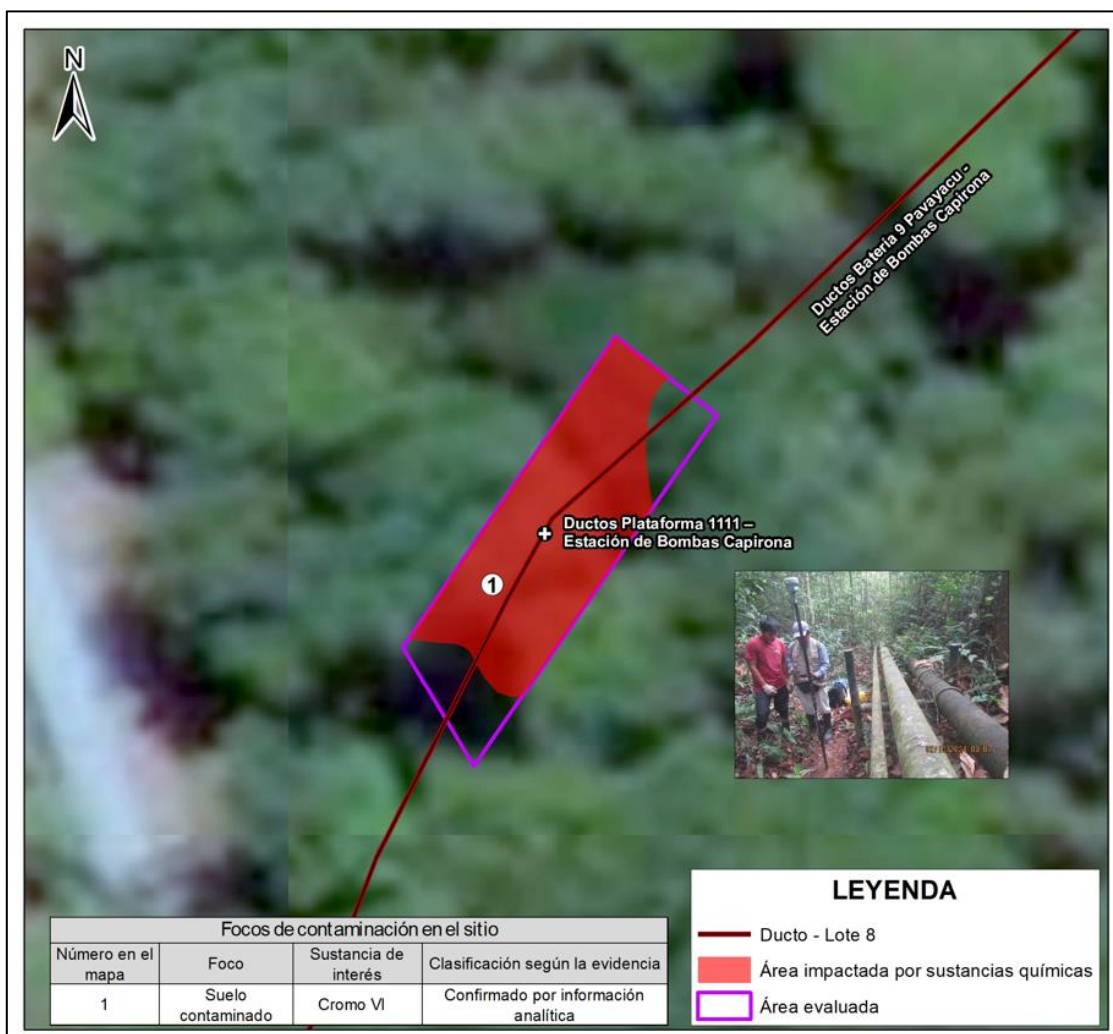 N
Ductos Batería 9 Pavayacu -
Estación de Bombas Capirona
Ductos Plataforma 1111 –
Estación de Bombas Capirona
1
LEYENDA
Ducto - Lote 8
Área impactada por sustancias químicas
Área evaluada
Focos de contaminación en el sitio
Número en el mapa | Foco | Sustancia de interés | Clasificación según la evidencia
1 | Suelo contaminado | Cromo VI | Confirmado por información analítica